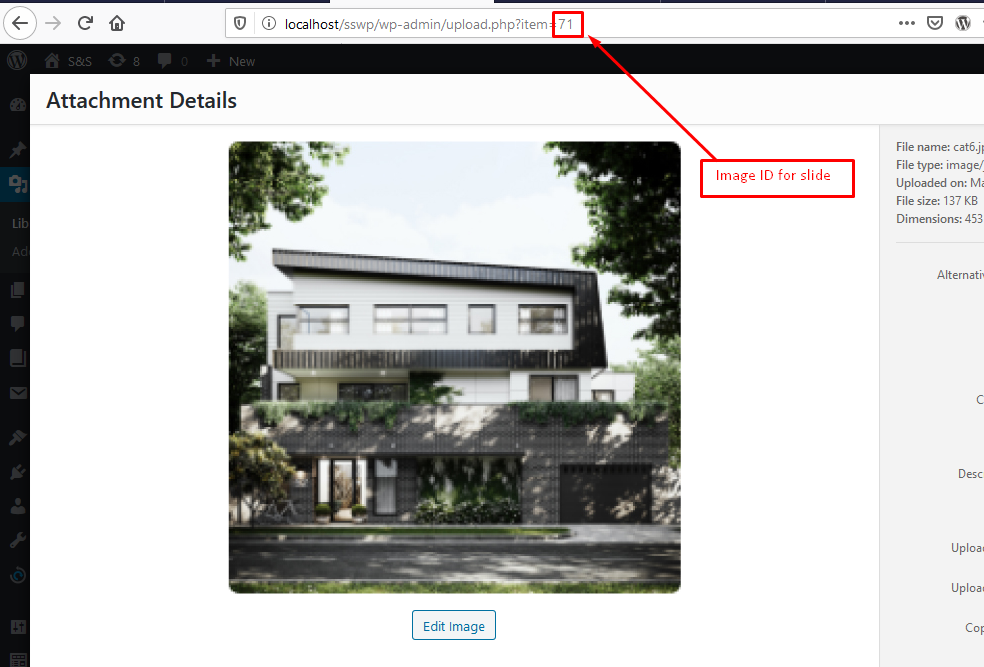 localhost/sswp/wp-admin/upload.php?item=71
S&S 8 0 New
Attachment Details
File name: cat6.jp
File type: image/
Uploaded on: Ma
File size: 137 KB
Dimensions: 453
Image ID for slide
Lib
Ad
Alternativ
C
Desc
Uploa
Uploa
Cop
Edit Image